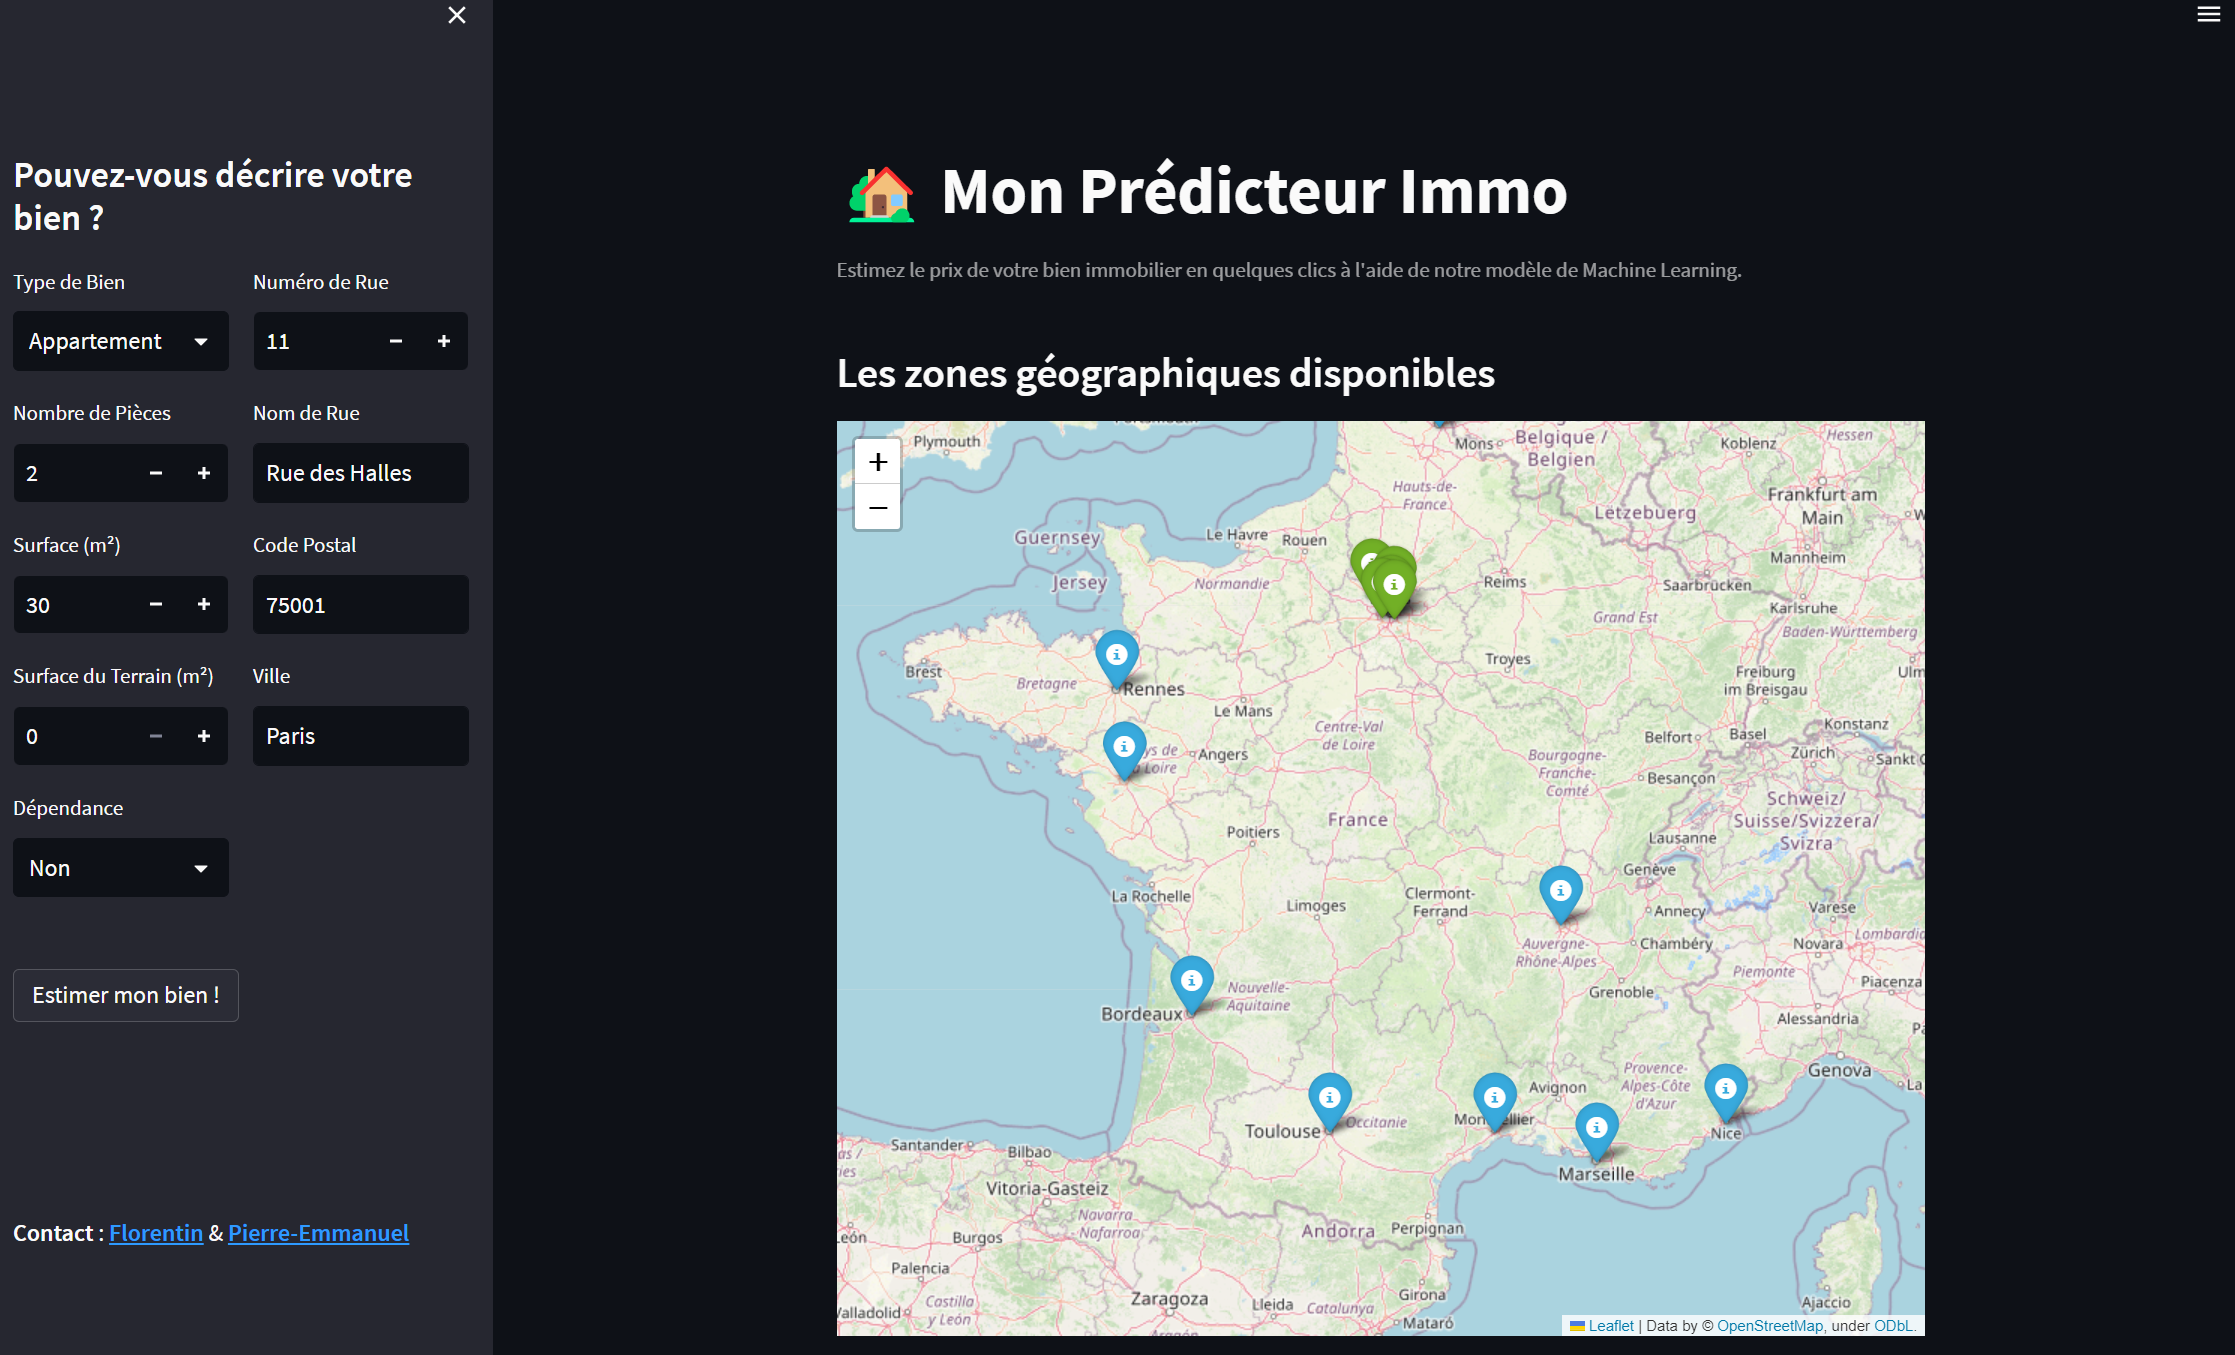 Pouvez-vous décrire votre
bien ?
Type de Bien
Numéro de Rue
Appartement
11
Nombre de Pièces
Nom de Rue
2
Rue des Halles
Surface (m²)
Code Postal
30
75001
Surface du Terrain (m²)
Ville
0
Paris
Dépendance
Non
Estimer mon bien !
Contact : Florentin & Pierre-Emmanuel
Mon Prédicteur Immo
Estimez le prix de votre bien immobilier en quelques clics à l'aide de notre modèle de Machine Learning.
Les zones géographiques disponibles
+
−
Plymouth
Mons
Belgique /
Belgien
Koblenz
Hessen
Hauts-de-
France
Frankfurt am
Main
Lëtzebuerg
Guernsey
Le Havre
Rouen
Mannheim
Jersey
Normandie
Reims
Saarbrücken
Karlsruhe
Grand Est
Baden-Württemberg
Brest
Bretagne
Rennes
Troyes
Freiburg
im Breisgau
Ulm
Le Mans
Centre-Val
de Loire
Konstanz
Belfort
Basel
Zürich
Angers
Bourgogne-
Franche-
Comté
Besançon
Schweiz/
Suisse/Svizzera/
Svizra
France
Poitiers
Lausanne
Genève
La Rochelle
Limoges
Clermont-
Ferrand
Annecy
Varese
Auvergne-
Rhône-Alpes
Chambéry
Novara
Lombardia
Piemonte
Piacenza
Nouvelle-
Aquitaine
Grenoble
Bordeaux
Alessandria
Provence-
Alpes-Côte
d'Azur
Genova
Avignon
Toulouse
Occitanie
Nice
Marseille
Santander
Bilbao
Vitoria-Gasteiz
Navarra
- Nafarroa
Andorra
Perpignan
Burgos
Palencia
Zaragoza
Lleida
Catalunya
Girona
Castilla
y León
Mataró
Ajaccio
Leaflet | Data by © OpenStreetMap, under ODbL.